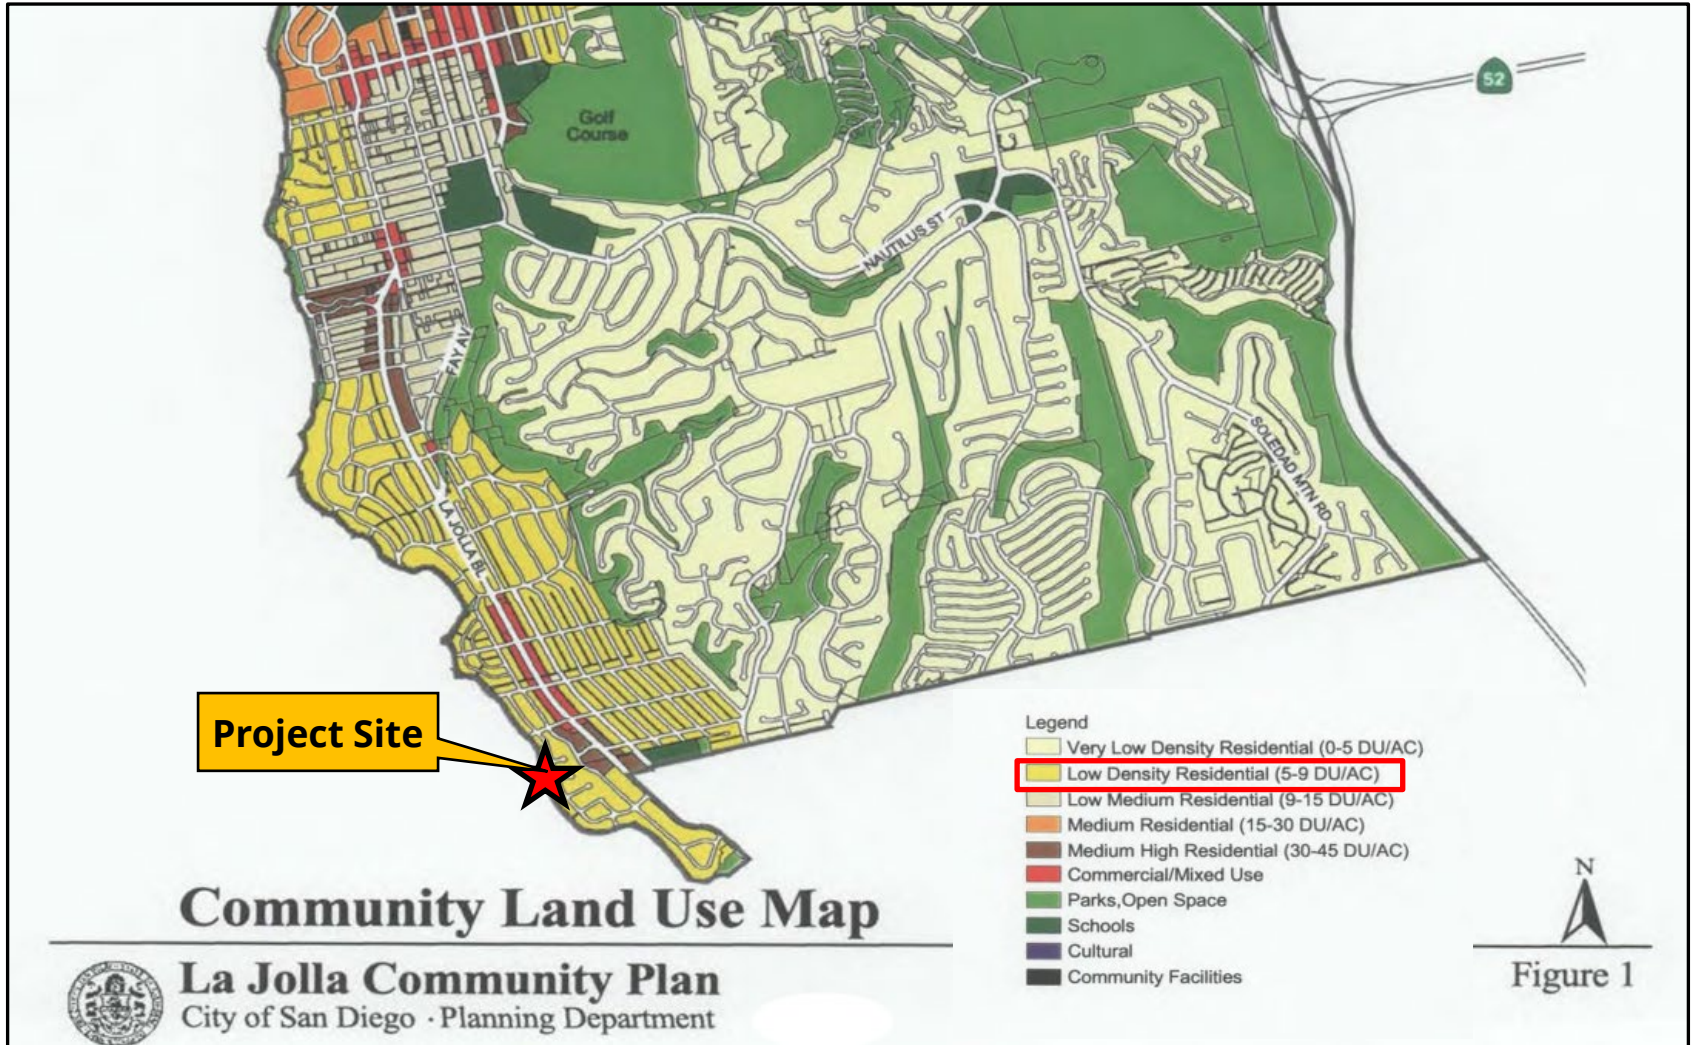 52
Golf
Course
NAUTILUS ST
FAY AV
SOLEDAD MTN RD
LA JOLLA BL
Project Site
Legend
Very Low Density Residential (0-5 DU/AC)
Low Density Residential (5-9 DU/AC)
Low Medium Residential (9-15 DU/AC)
Medium Residential (15-30 DU/AC)
Medium High Residential (30-45 DU/AC)
Commercial/Mixed Use
Parks,Open Space
Schools
Cultural
Community Facilities
N
Figure 1
Community Land Use Map
La Jolla Community Plan
City of San Diego · Planning Department